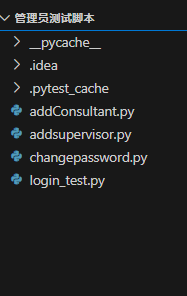 管理员测试脚本
__pycache__
.idea
.pytest_cache
addConsultant.py
addsupervisor.py
changepassword.py
login_test.py